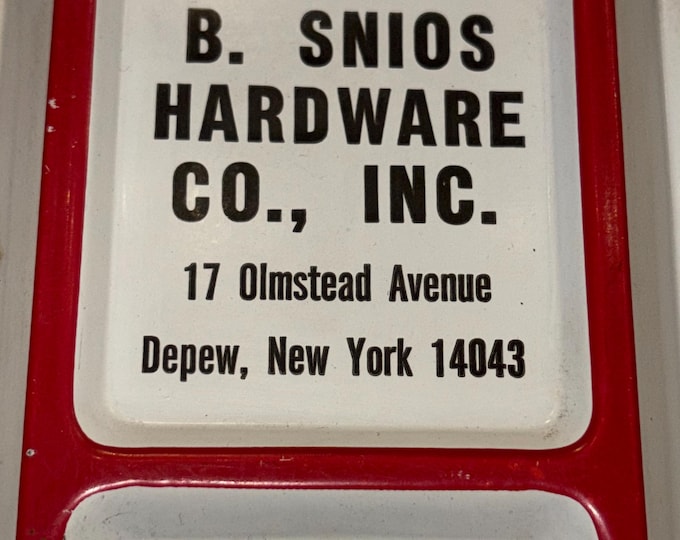 B. SNIOS
HARDWARE
CO., INC.
17 Olmstead Avenue
Depew, New York 14043